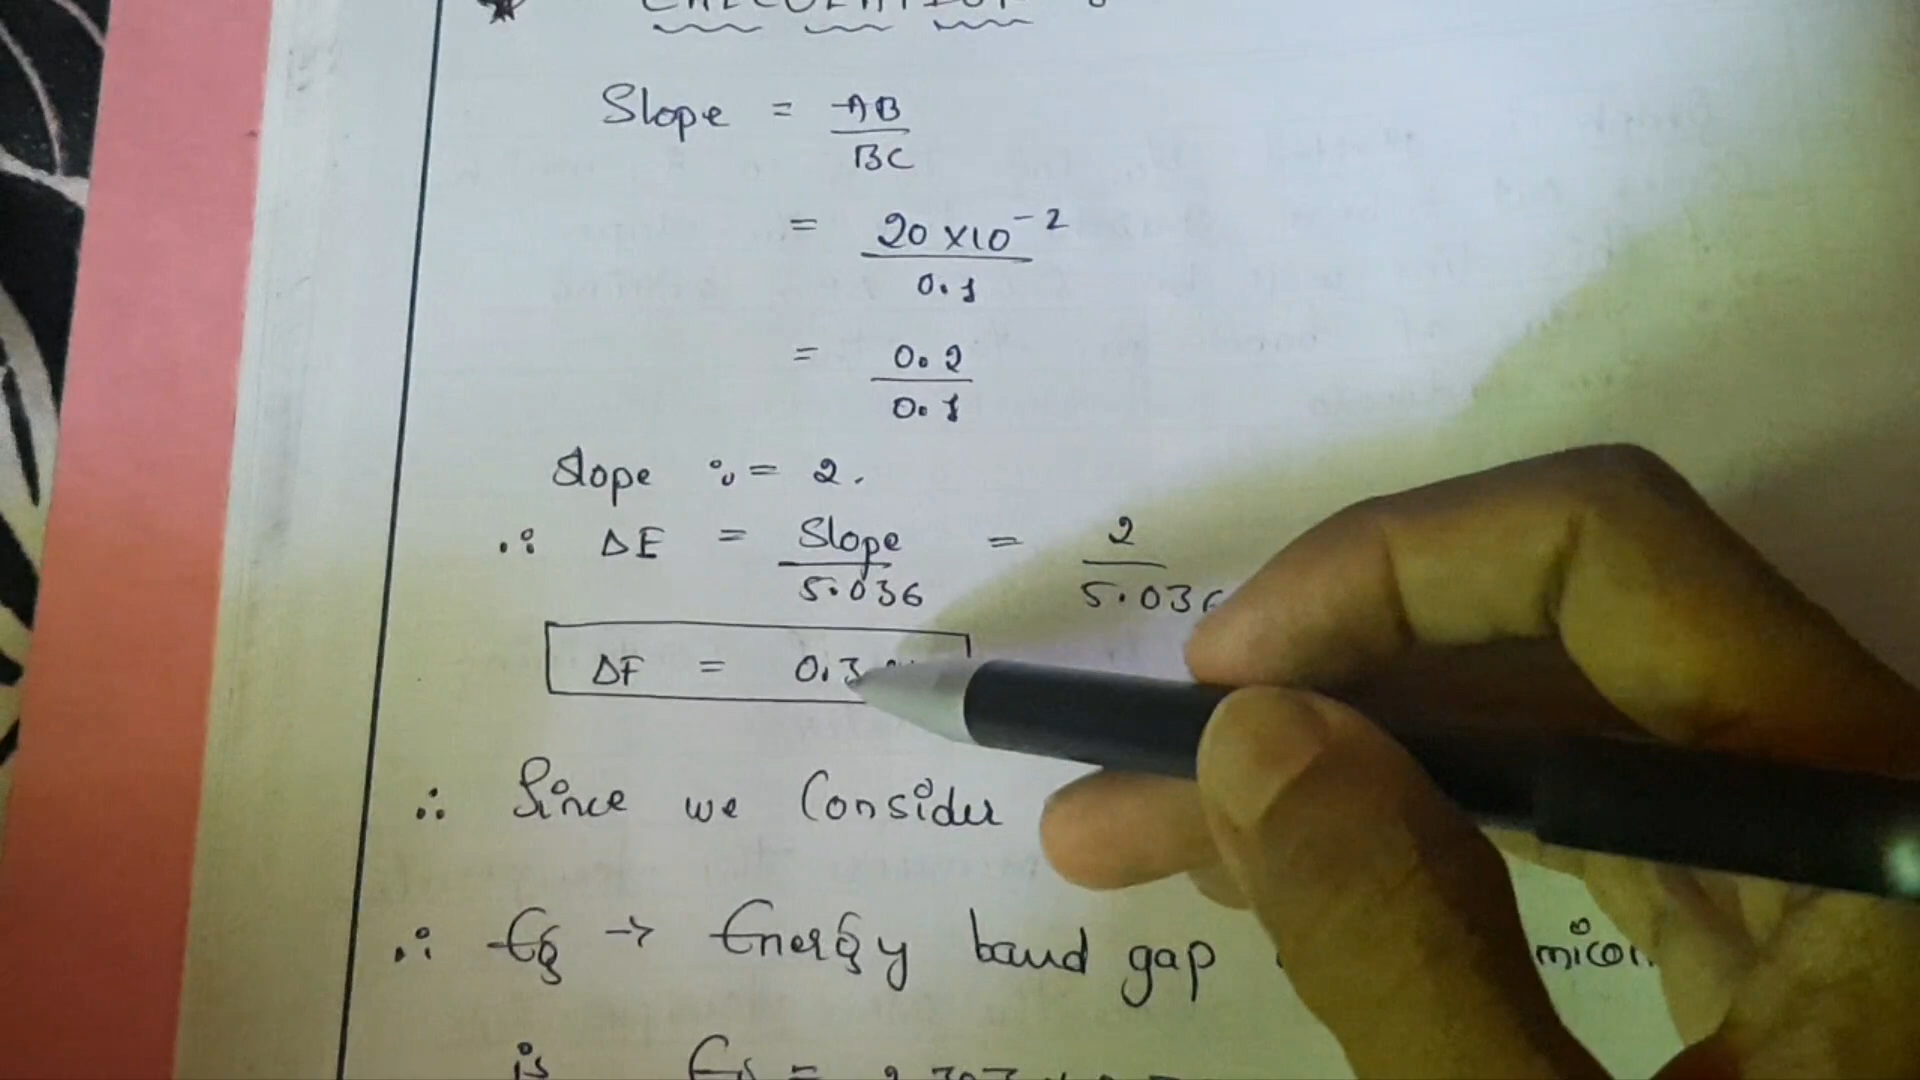 CALCULATION :
Slope = AB / BC
= 20 x 10⁻² / 0.1
= 0.2 / 0.1
Slope := 2.
∴ ΔE = Slope / 5.036 = 2 / 5.036
ΔE = 0.3
∴ Since we Consider
∴ Eg → Energy band gap
is Eg =